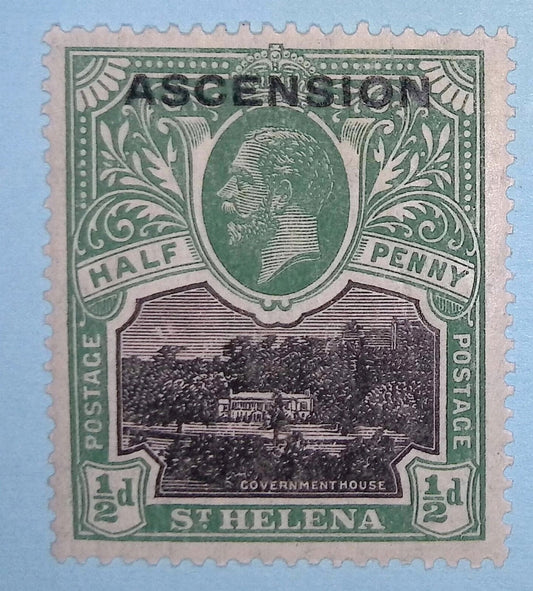 ASCENSION
HALF PENNY
POSTAGE
POSTAGE
GOVERNMENT HOUSE
½d
½d
ST HELENA